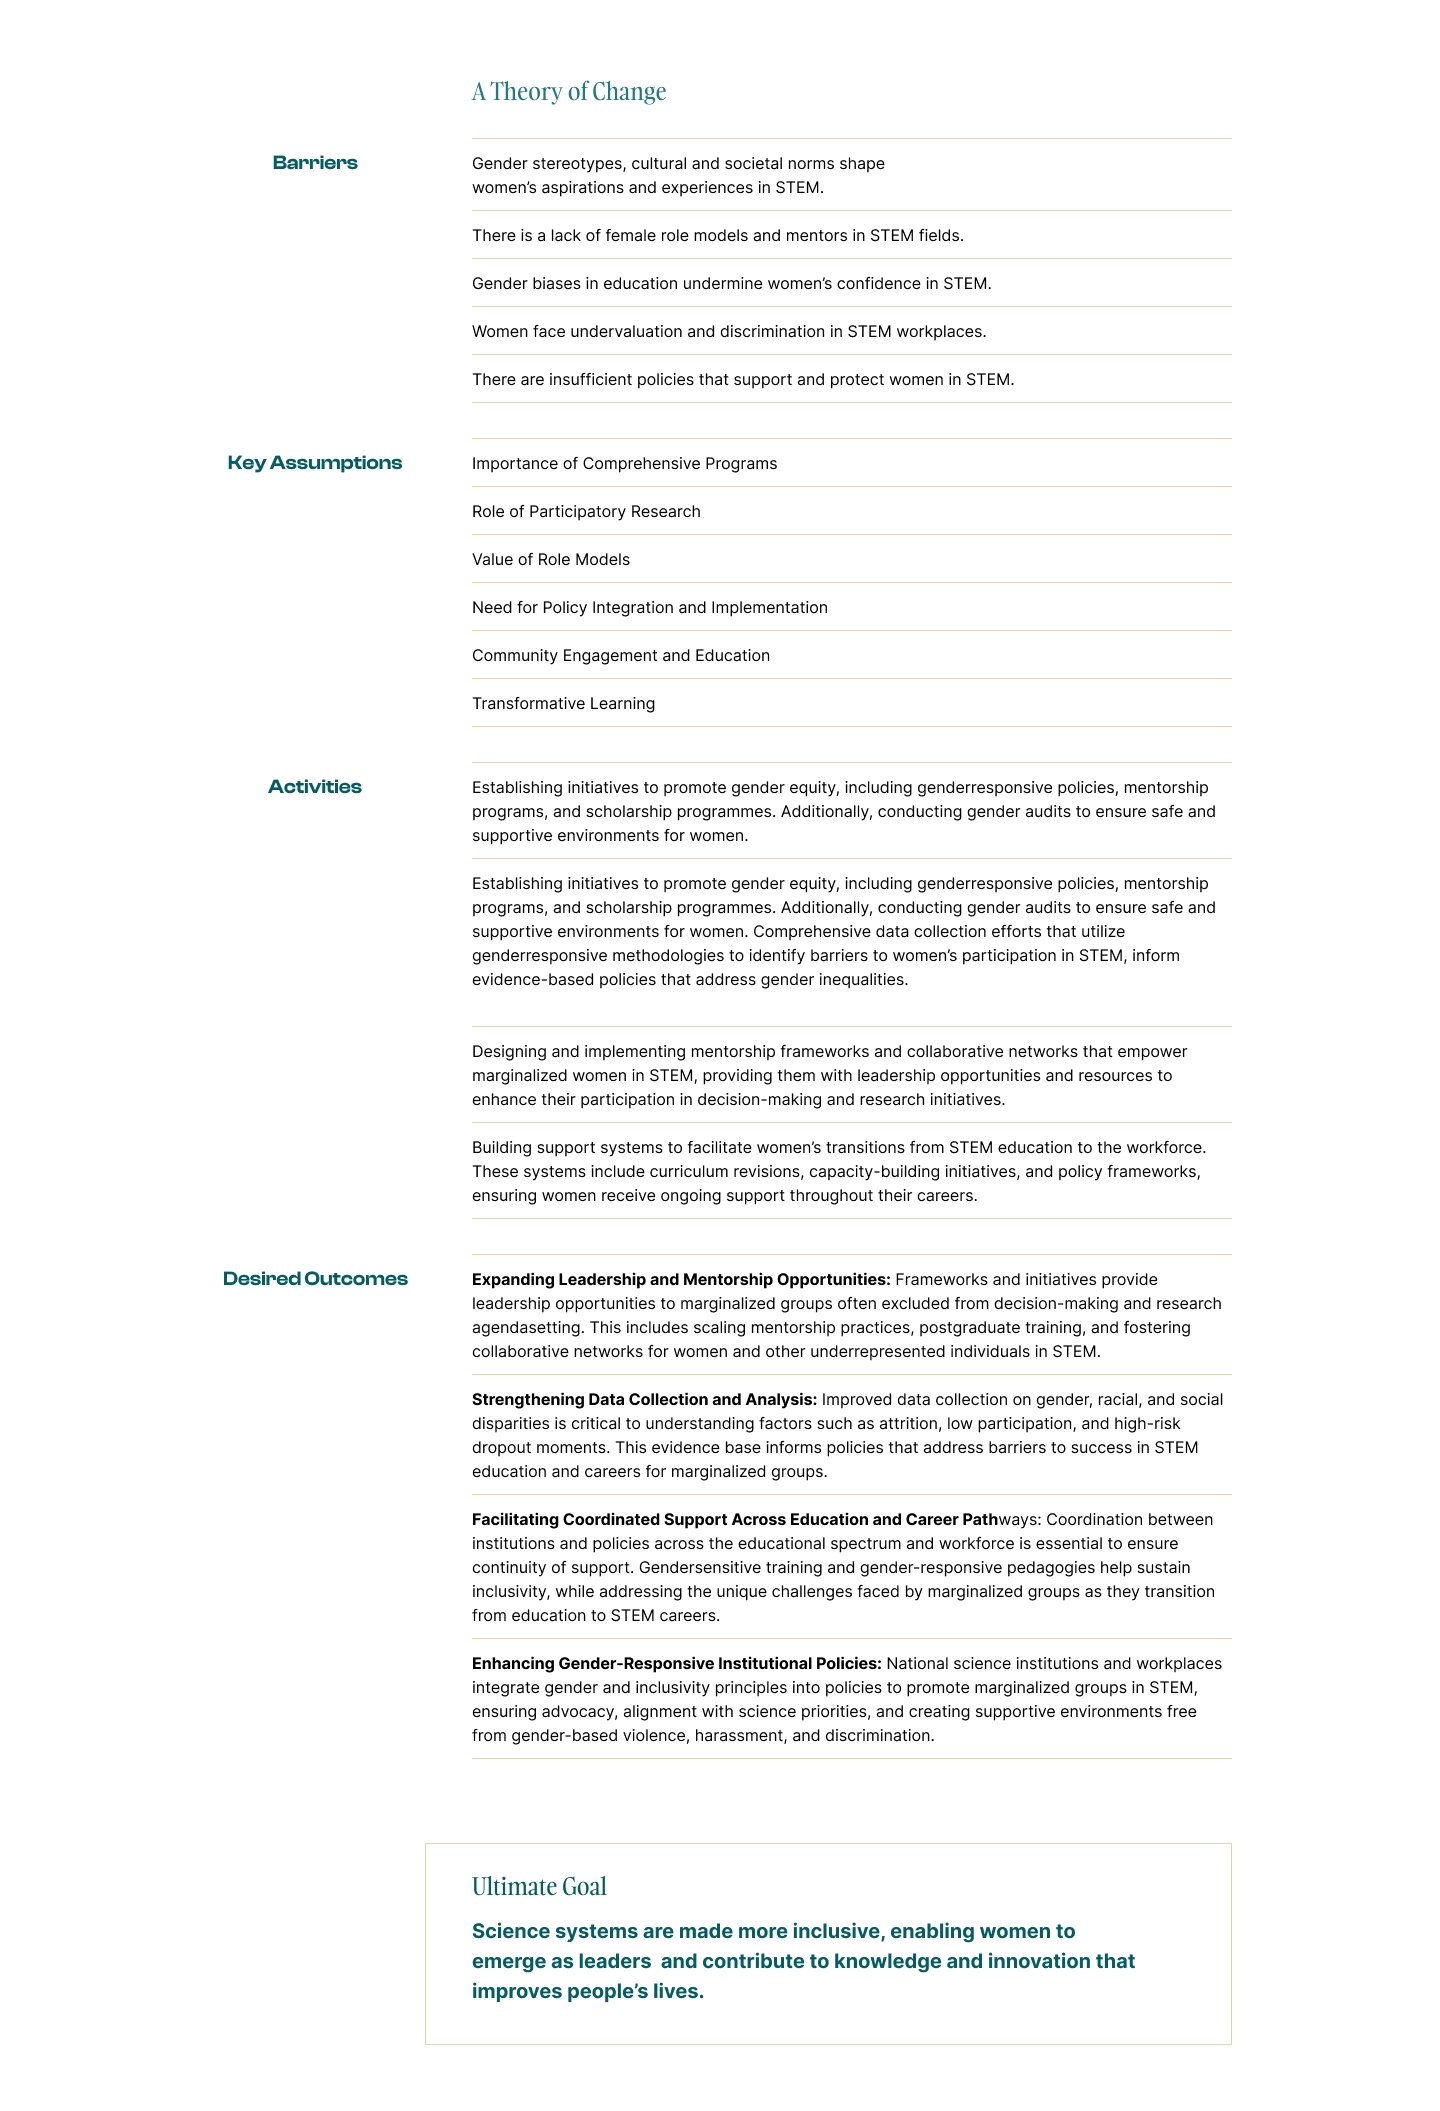 A Theory of Change
Barriers
Gender stereotypes, cultural and societal norms shape
women’s aspirations and experiences in STEM.
There is a lack of female role models and mentors in STEM fields.
Gender biases in education undermine women’s confidence in STEM.
Women face undervaluation and discrimination in STEM workplaces.
There are insufficient policies that support and protect women in STEM.
Key Assumptions
Importance of Comprehensive Programs
Role of Participatory Research
Value of Role Models
Need for Policy Integration and Implementation
Community Engagement and Education
Transformative Learning
Activities
Establishing initiatives to promote gender equity, including genderresponsive policies, mentorship
programs, and scholarship programmes. Additionally, conducting gender audits to ensure safe and
supportive environments for women.
Establishing initiatives to promote gender equity, including genderresponsive policies, mentorship
programs, and scholarship programmes. Additionally, conducting gender audits to ensure safe and
supportive environments for women. Comprehensive data collection efforts that utilize
genderresponsive methodologies to identify barriers to women’s participation in STEM, inform
evidence-based policies that address gender inequalities.
Designing and implementing mentorship frameworks and collaborative networks that empower
marginalized women in STEM, providing them with leadership opportunities and resources to
enhance their participation in decision-making and research initiatives.
Building support systems to facilitate women’s transitions from STEM education to the workforce.
These systems include curriculum revisions, capacity-building initiatives, and policy frameworks,
ensuring women receive ongoing support throughout their careers.
Desired Outcomes
Expanding Leadership and Mentorship Opportunities: Frameworks and initiatives provide
leadership opportunities to marginalized groups often excluded from decision-making and research
agendasetting. This includes scaling mentorship practices, postgraduate training, and fostering
collaborative networks for women and other underrepresented individuals in STEM.
Strengthening Data Collection and Analysis: Improved data collection on gender, racial, and social
disparities is critical to understanding factors such as attrition, low participation, and high-risk
dropout moments. This evidence base informs policies that address barriers to success in STEM
education and careers for marginalized groups.
Facilitating Coordinated Support Across Education and Career Pathways: Coordination between
institutions and policies across the educational spectrum and workforce is essential to ensure
continuity of support. Gendersensitive training and gender-responsive pedagogies help sustain
inclusivity, while addressing the unique challenges faced by marginalized groups as they transition
from education to STEM careers.
Enhancing Gender-Responsive Institutional Policies: National science institutions and workplaces
integrate gender and inclusivity principles into policies to promote marginalized groups in STEM,
ensuring advocacy, alignment with science priorities, and creating supportive environments free
from gender-based violence, harassment, and discrimination.
Ultimate Goal
Science systems are made more inclusive, enabling women to
emerge as leaders  and contribute to knowledge and innovation that
improves people’s lives.